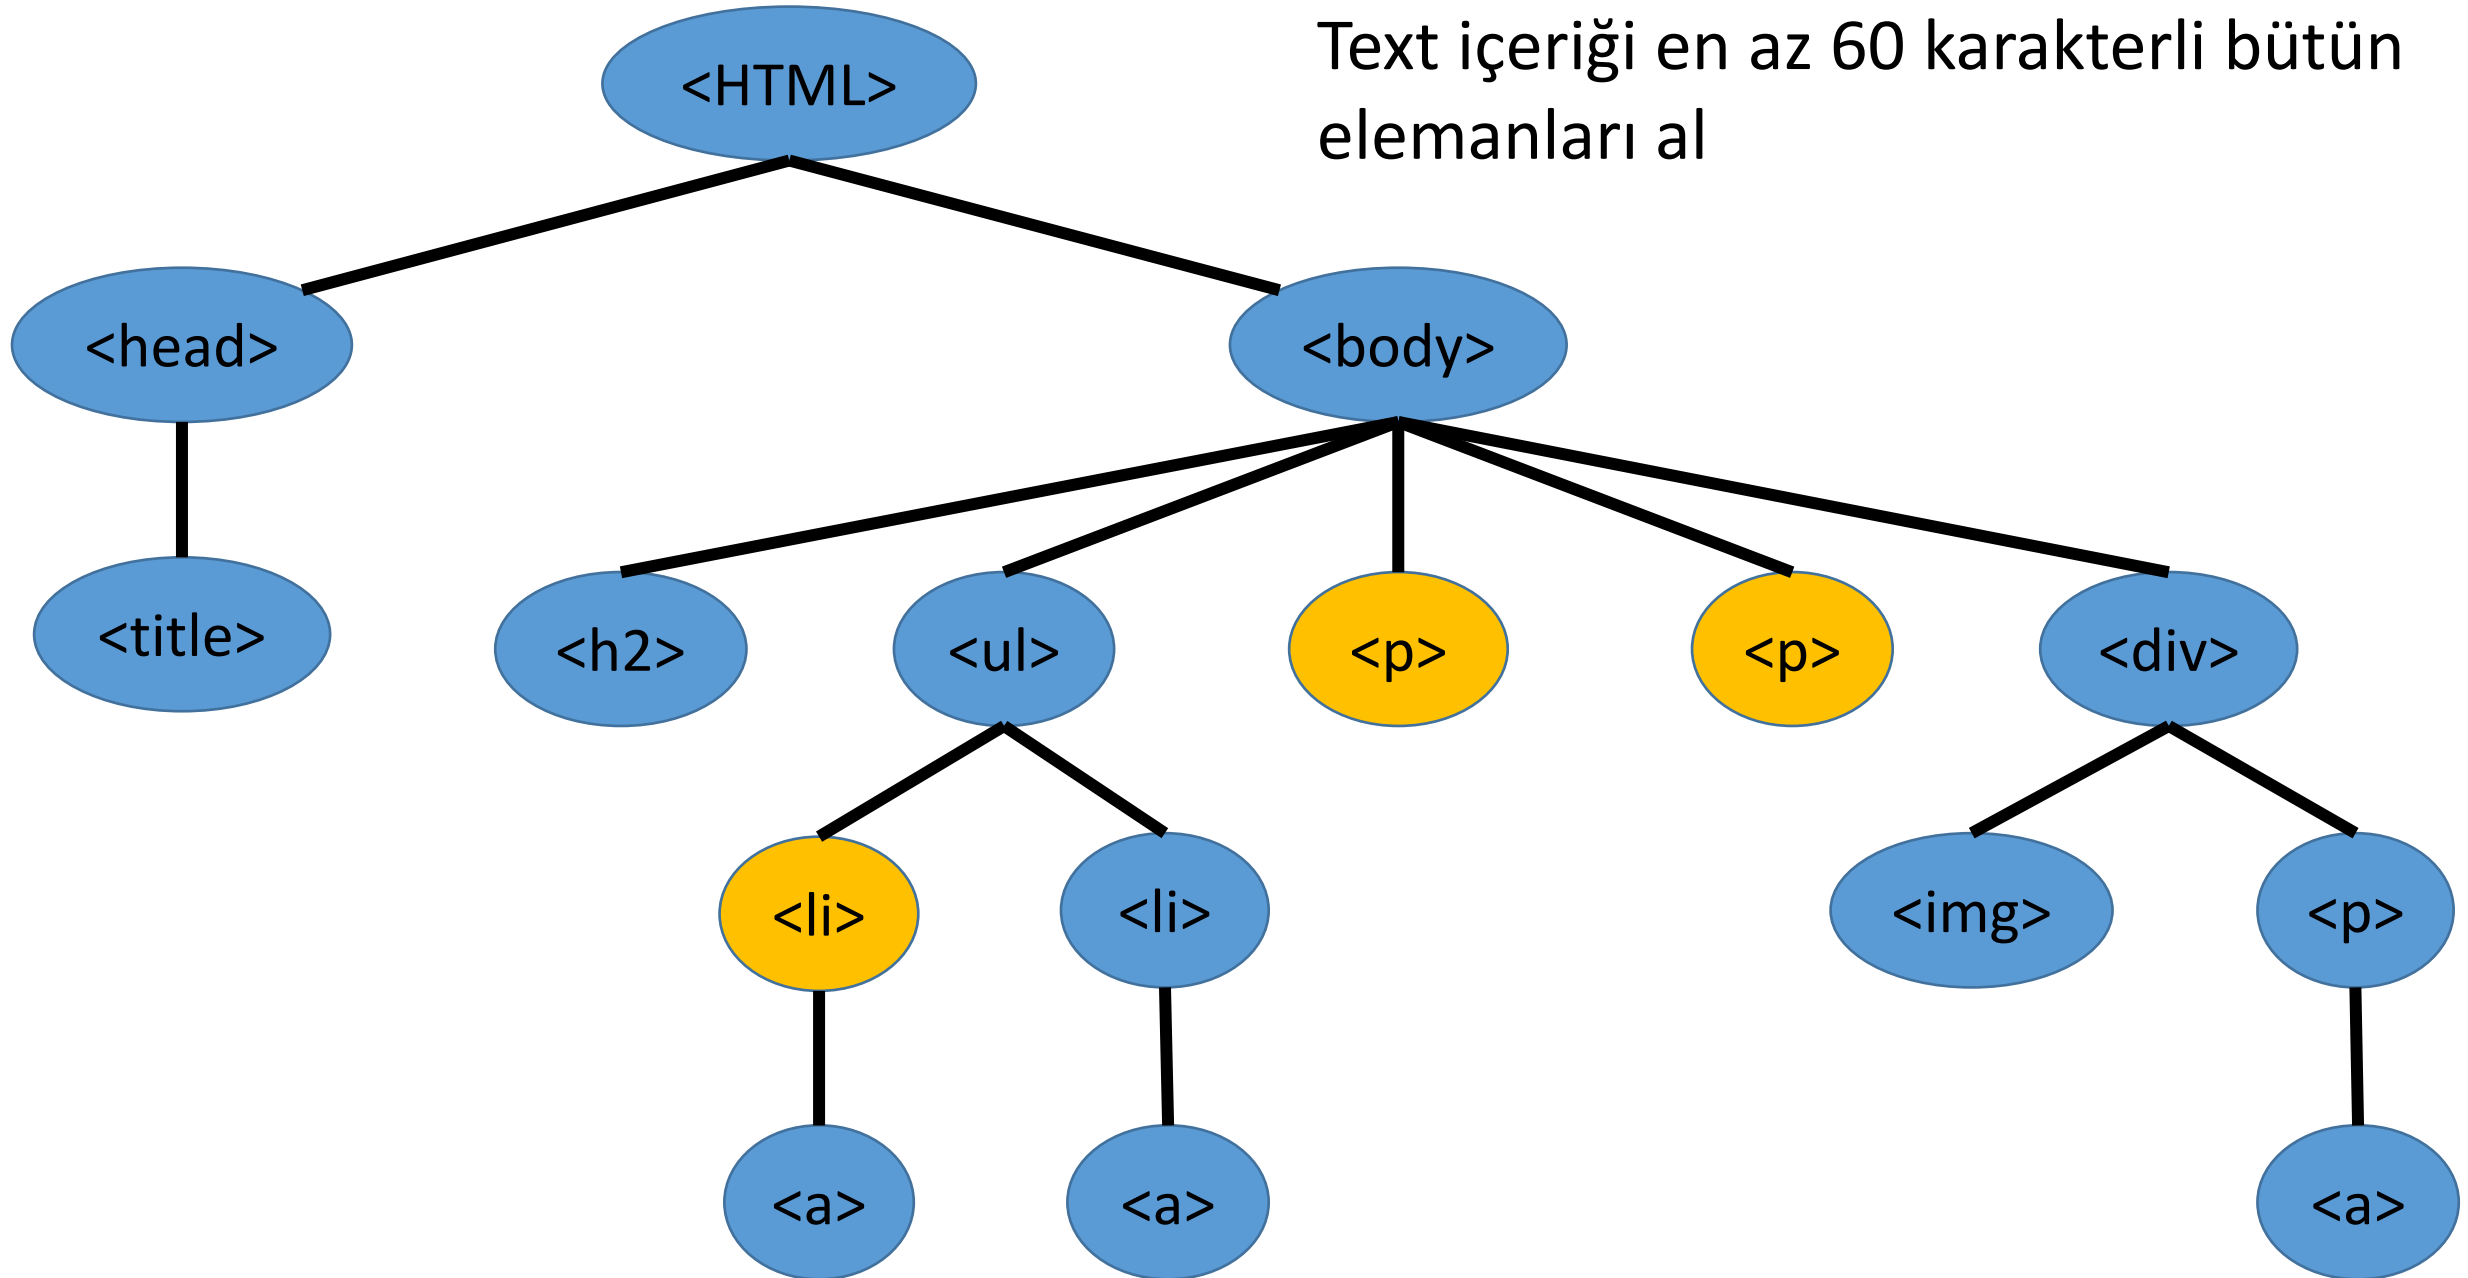 Text içeriği en az 60 karakterli bütün
elemanları al
<HTML>
<head>
<body>
<title>
<h2>
<ul>
<p>
<p>
<div>
<li>
<li>
<img>
<p>
<a>
<a>
<a>